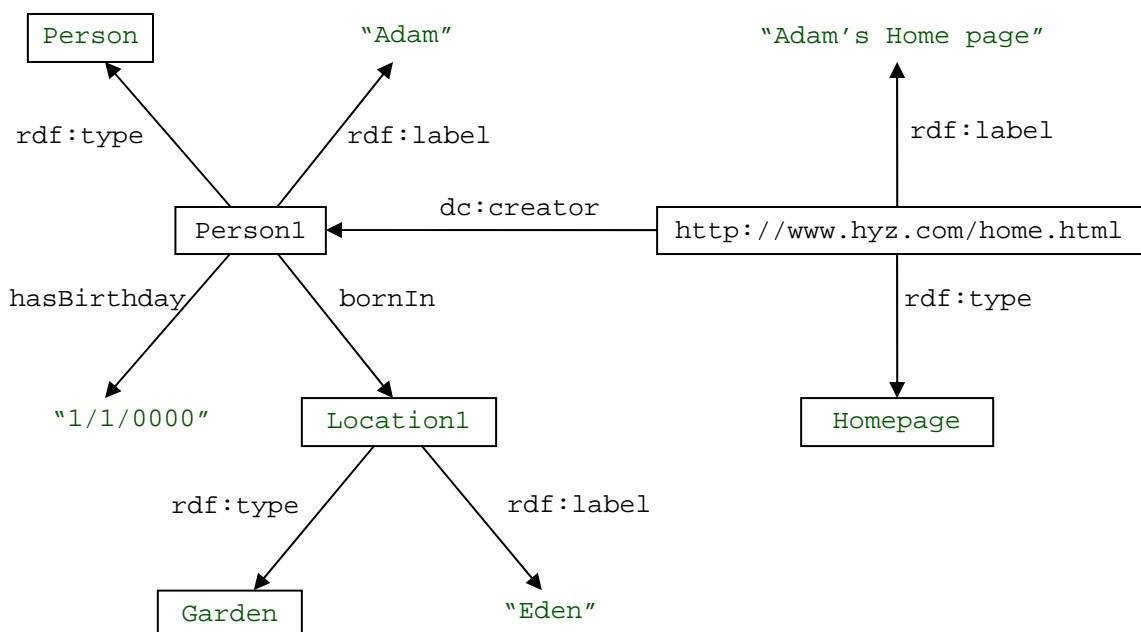 Person
“Adam”
“Adam’s Home page”
rdf:type
rdf:label
rdf:label
dc:creator
Person1
http://www.hyz.com/home.html
hasBirthday
bornIn
rdf:type
“1/1/0000”
Location1
Homepage
rdf:type
rdf:label
Garden
“Eden”